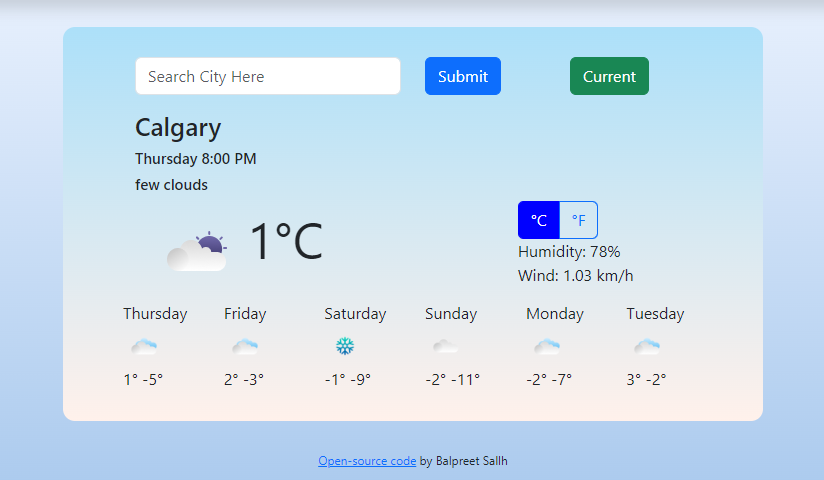 Search City Here Submit Current
Calgary
Thursday 8:00 PM
few clouds
1°C
°C °F
Humidity: 78%
Wind: 1.03 km/h
Thursday Friday Saturday Sunday Monday Tuesday
1° -5° 2° -3° -1° -9° -2° -11° -2° -7° 3° -2°
Open-source code by Balpreet Sallh